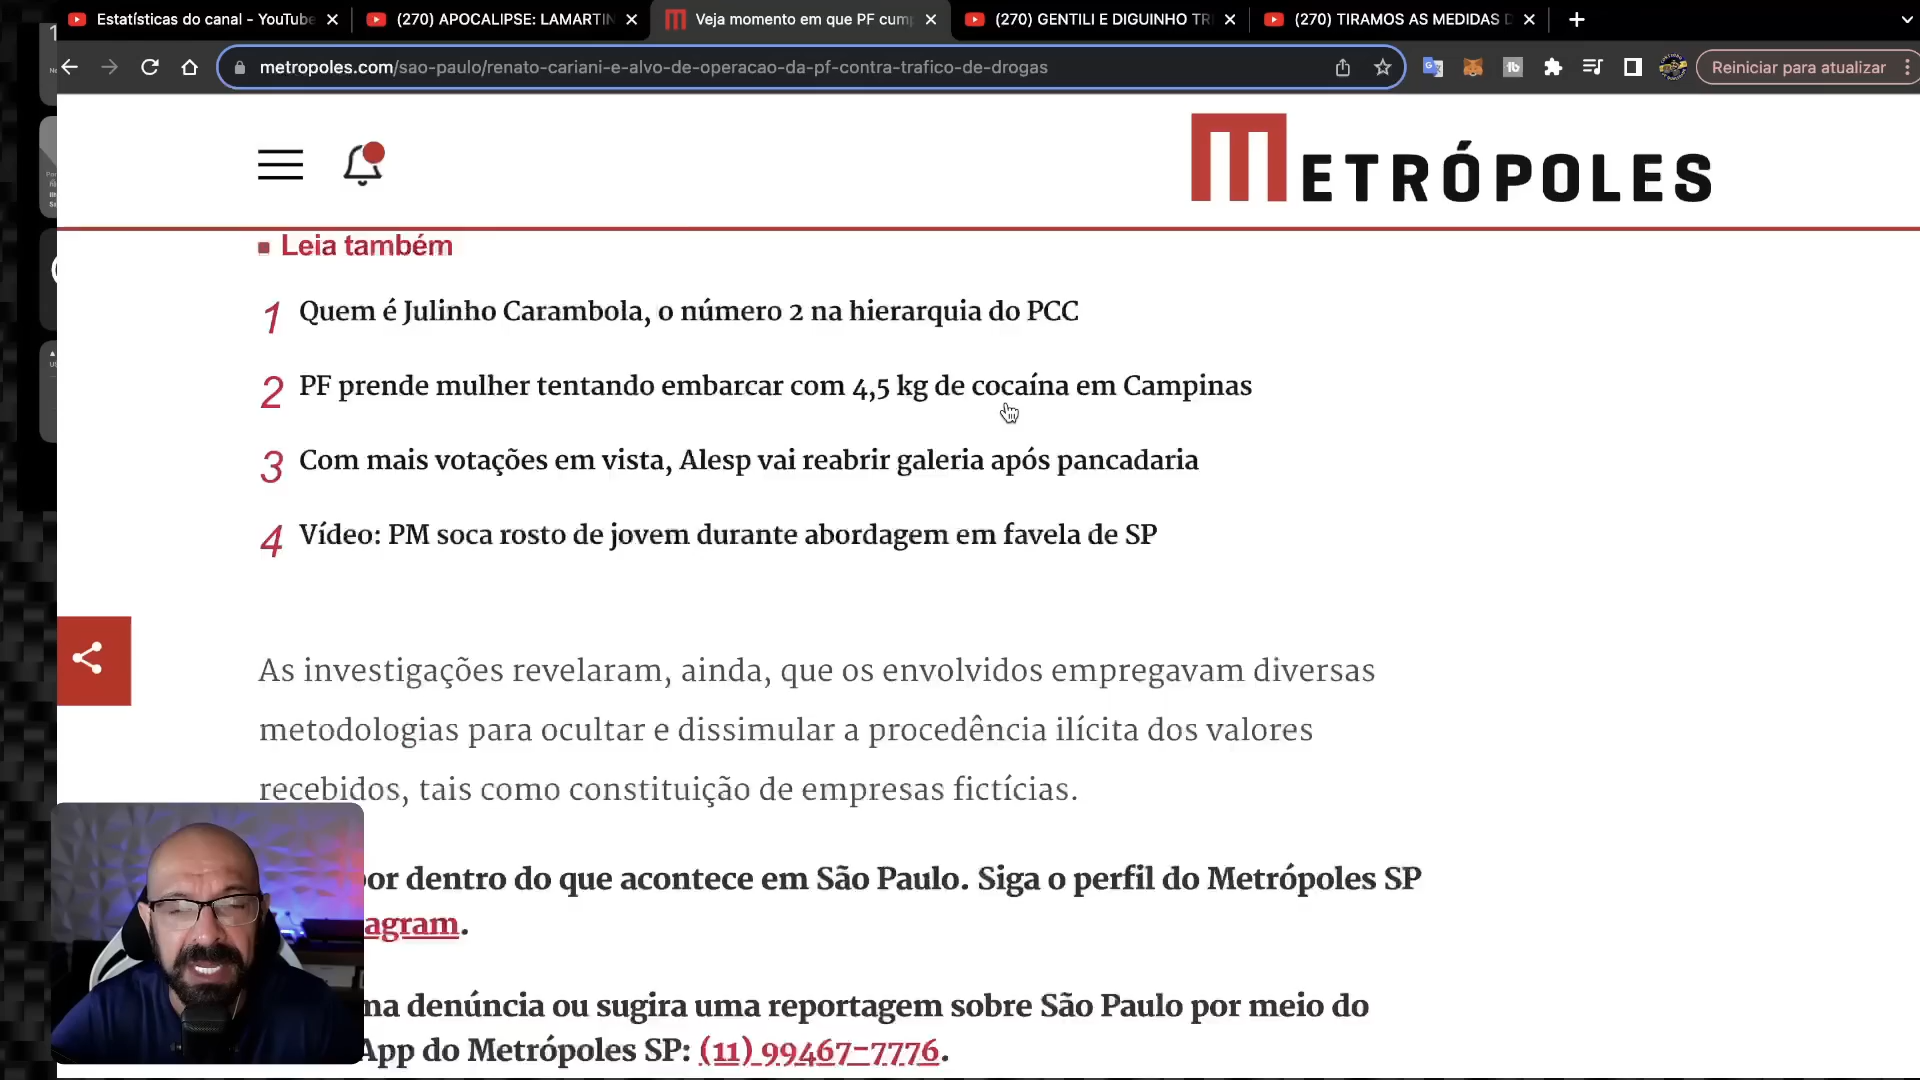 Estatísticas do canal - YouTube
(270) APOCALIPSE: LAMARTIN
Veja momento em que PF cump
(270) GENTILI E DIGUINHO TR
(270) TIRAMOS AS MEDIDAS D
metropoles.com/sao-paulo/renato-cariani-e-alvo-de-operacao-da-pf-contra-trafico-de-drogas
Reiniciar para atualizar
METRÓPOLES
Leia também
1 Quem é Julinho Carambola, o número 2 na hierarquia do PCC
2 PF prende mulher tentando embarcar com 4,5 kg de cocaína em Campinas
3 Com mais votações em vista, Alesp vai reabrir galeria após pancadaria
4 Vídeo: PM soca rosto de jovem durante abordagem em favela de SP
As investigações revelaram, ainda, que os envolvidos empregavam diversas
metodologias para ocultar e dissimular a procedência ilícita dos valores
recebidos, tais como constituição de empresas fictícias.
por dentro do que acontece em São Paulo. Siga o perfil do Metrópoles SP
agram.
ma denúncia ou sugira uma reportagem sobre São Paulo por meio do
App do Metrópoles SP: (11) 99467-7776.